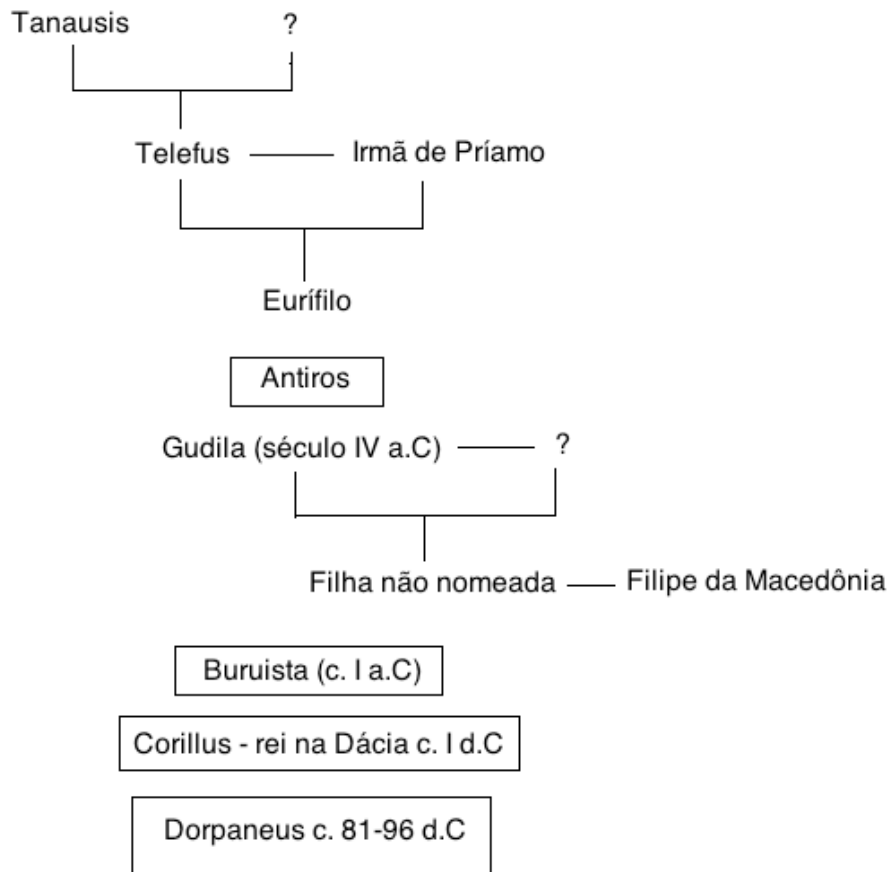 Tanausis ?
Telefus Irmã de Príamo
Eurífilo
Antiros
Gudila (século IV a.C) ?
Filha não nomeada Filipe da Macedônia
Buruista (c. I a.C)
Corillus - rei na Dácia c. I d.C
Dorpaneus c. 81-96 d.C